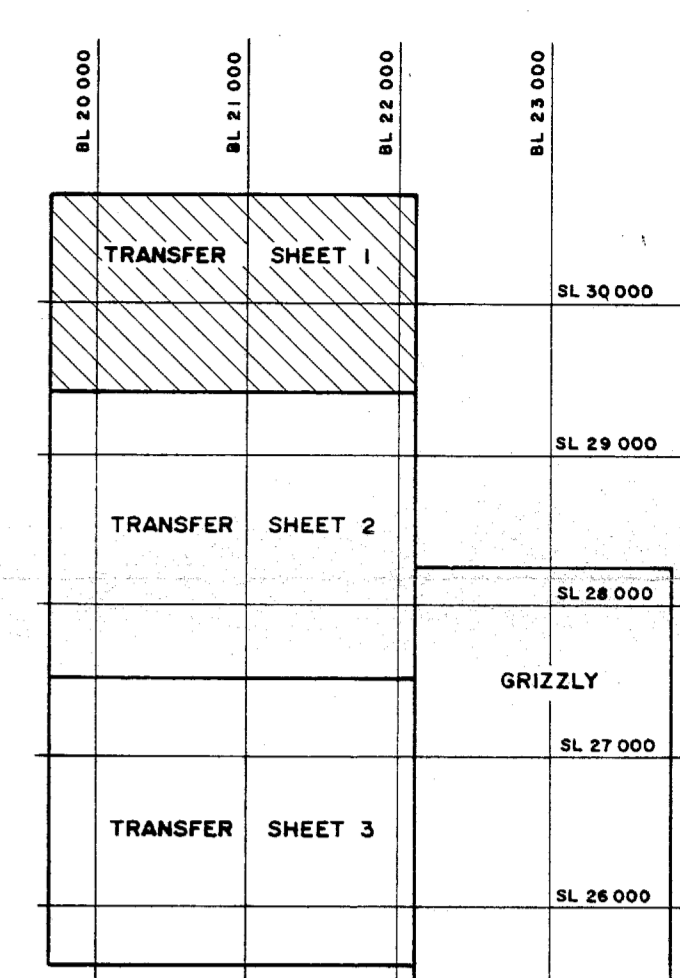 BL 20 000
BL 21 000
BL 22 000
BL 23 000
TRANSFER SHEET 1
SL 30 000
SL 29 000
TRANSFER SHEET 2
SL 28 000
GRIZZLY
SL 27 000
TRANSFER SHEET 3
SL 26 000